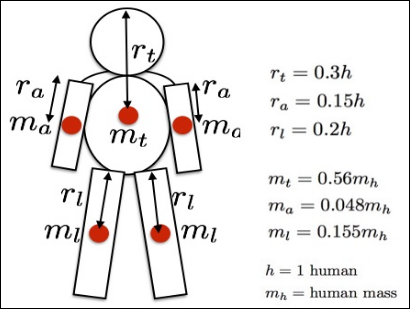 r_t
r_a
r_a
m_a
m_t
m_a
r_l
r_l
m_l
m_l
r_t = 0.3h
r_a = 0.15h
r_l = 0.2h
m_t = 0.56m_h
m_a = 0.048m_h
m_l = 0.155m_h
h = 1 human
m_h = human mass